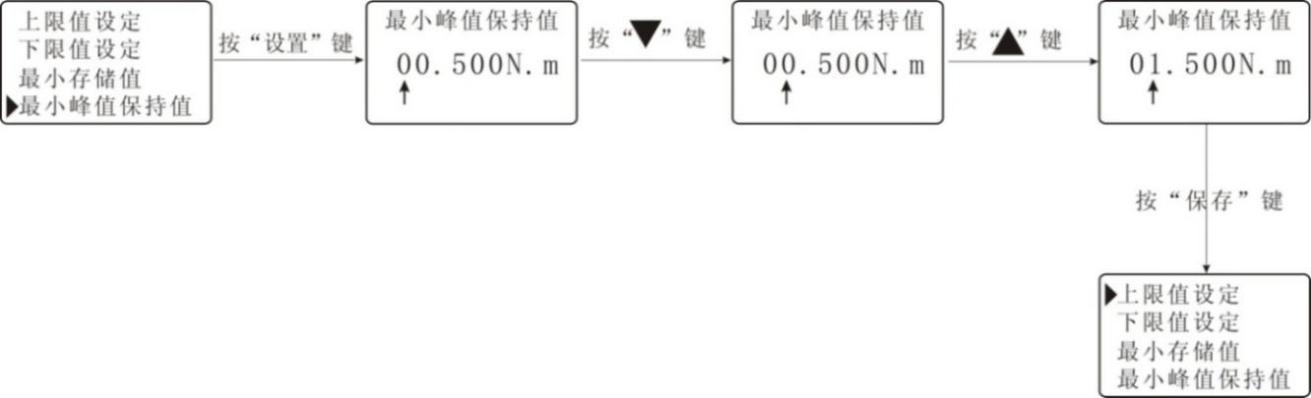 上限值设定
下限值设定
最小存储值
▶最小峰值保持值
按“设置”键
最小峰值保持值
00.500N.m
↑
按“▼”键
最小峰值保持值
00.500N.m
↑
按“▲”键
最小峰值保持值
01.500N.m
↑
按“保存”键
▶上限值设定
下限值设定
最小存储值
最小峰值保持值